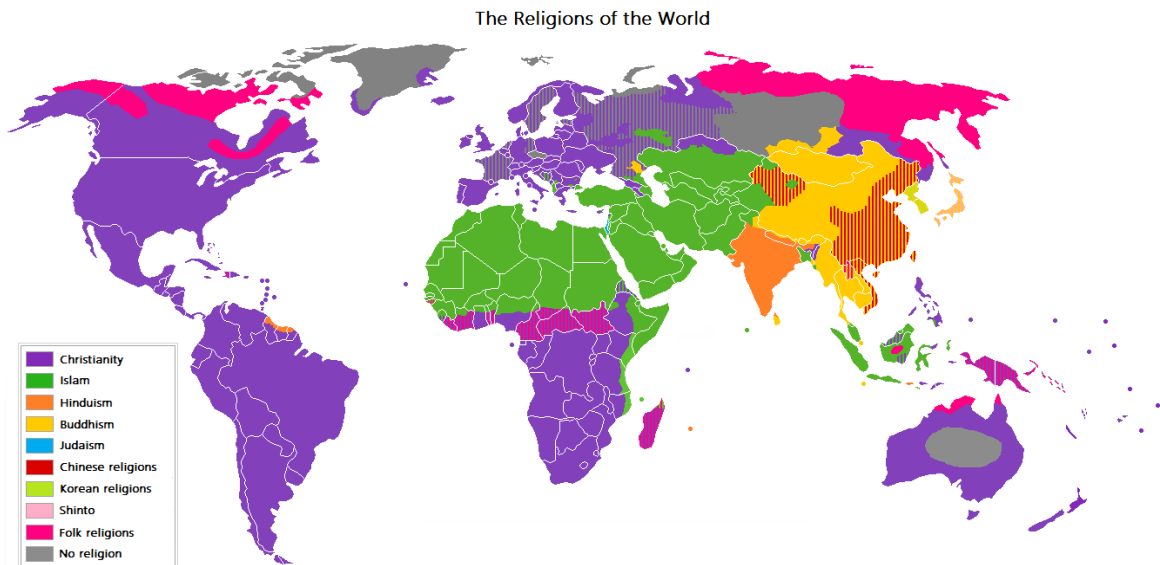 The Religions of the World
Christianity
Islam
Hinduism
Buddhism
Judaism
Chinese religions
Korean religions
Shinto
Folk religions
No religion